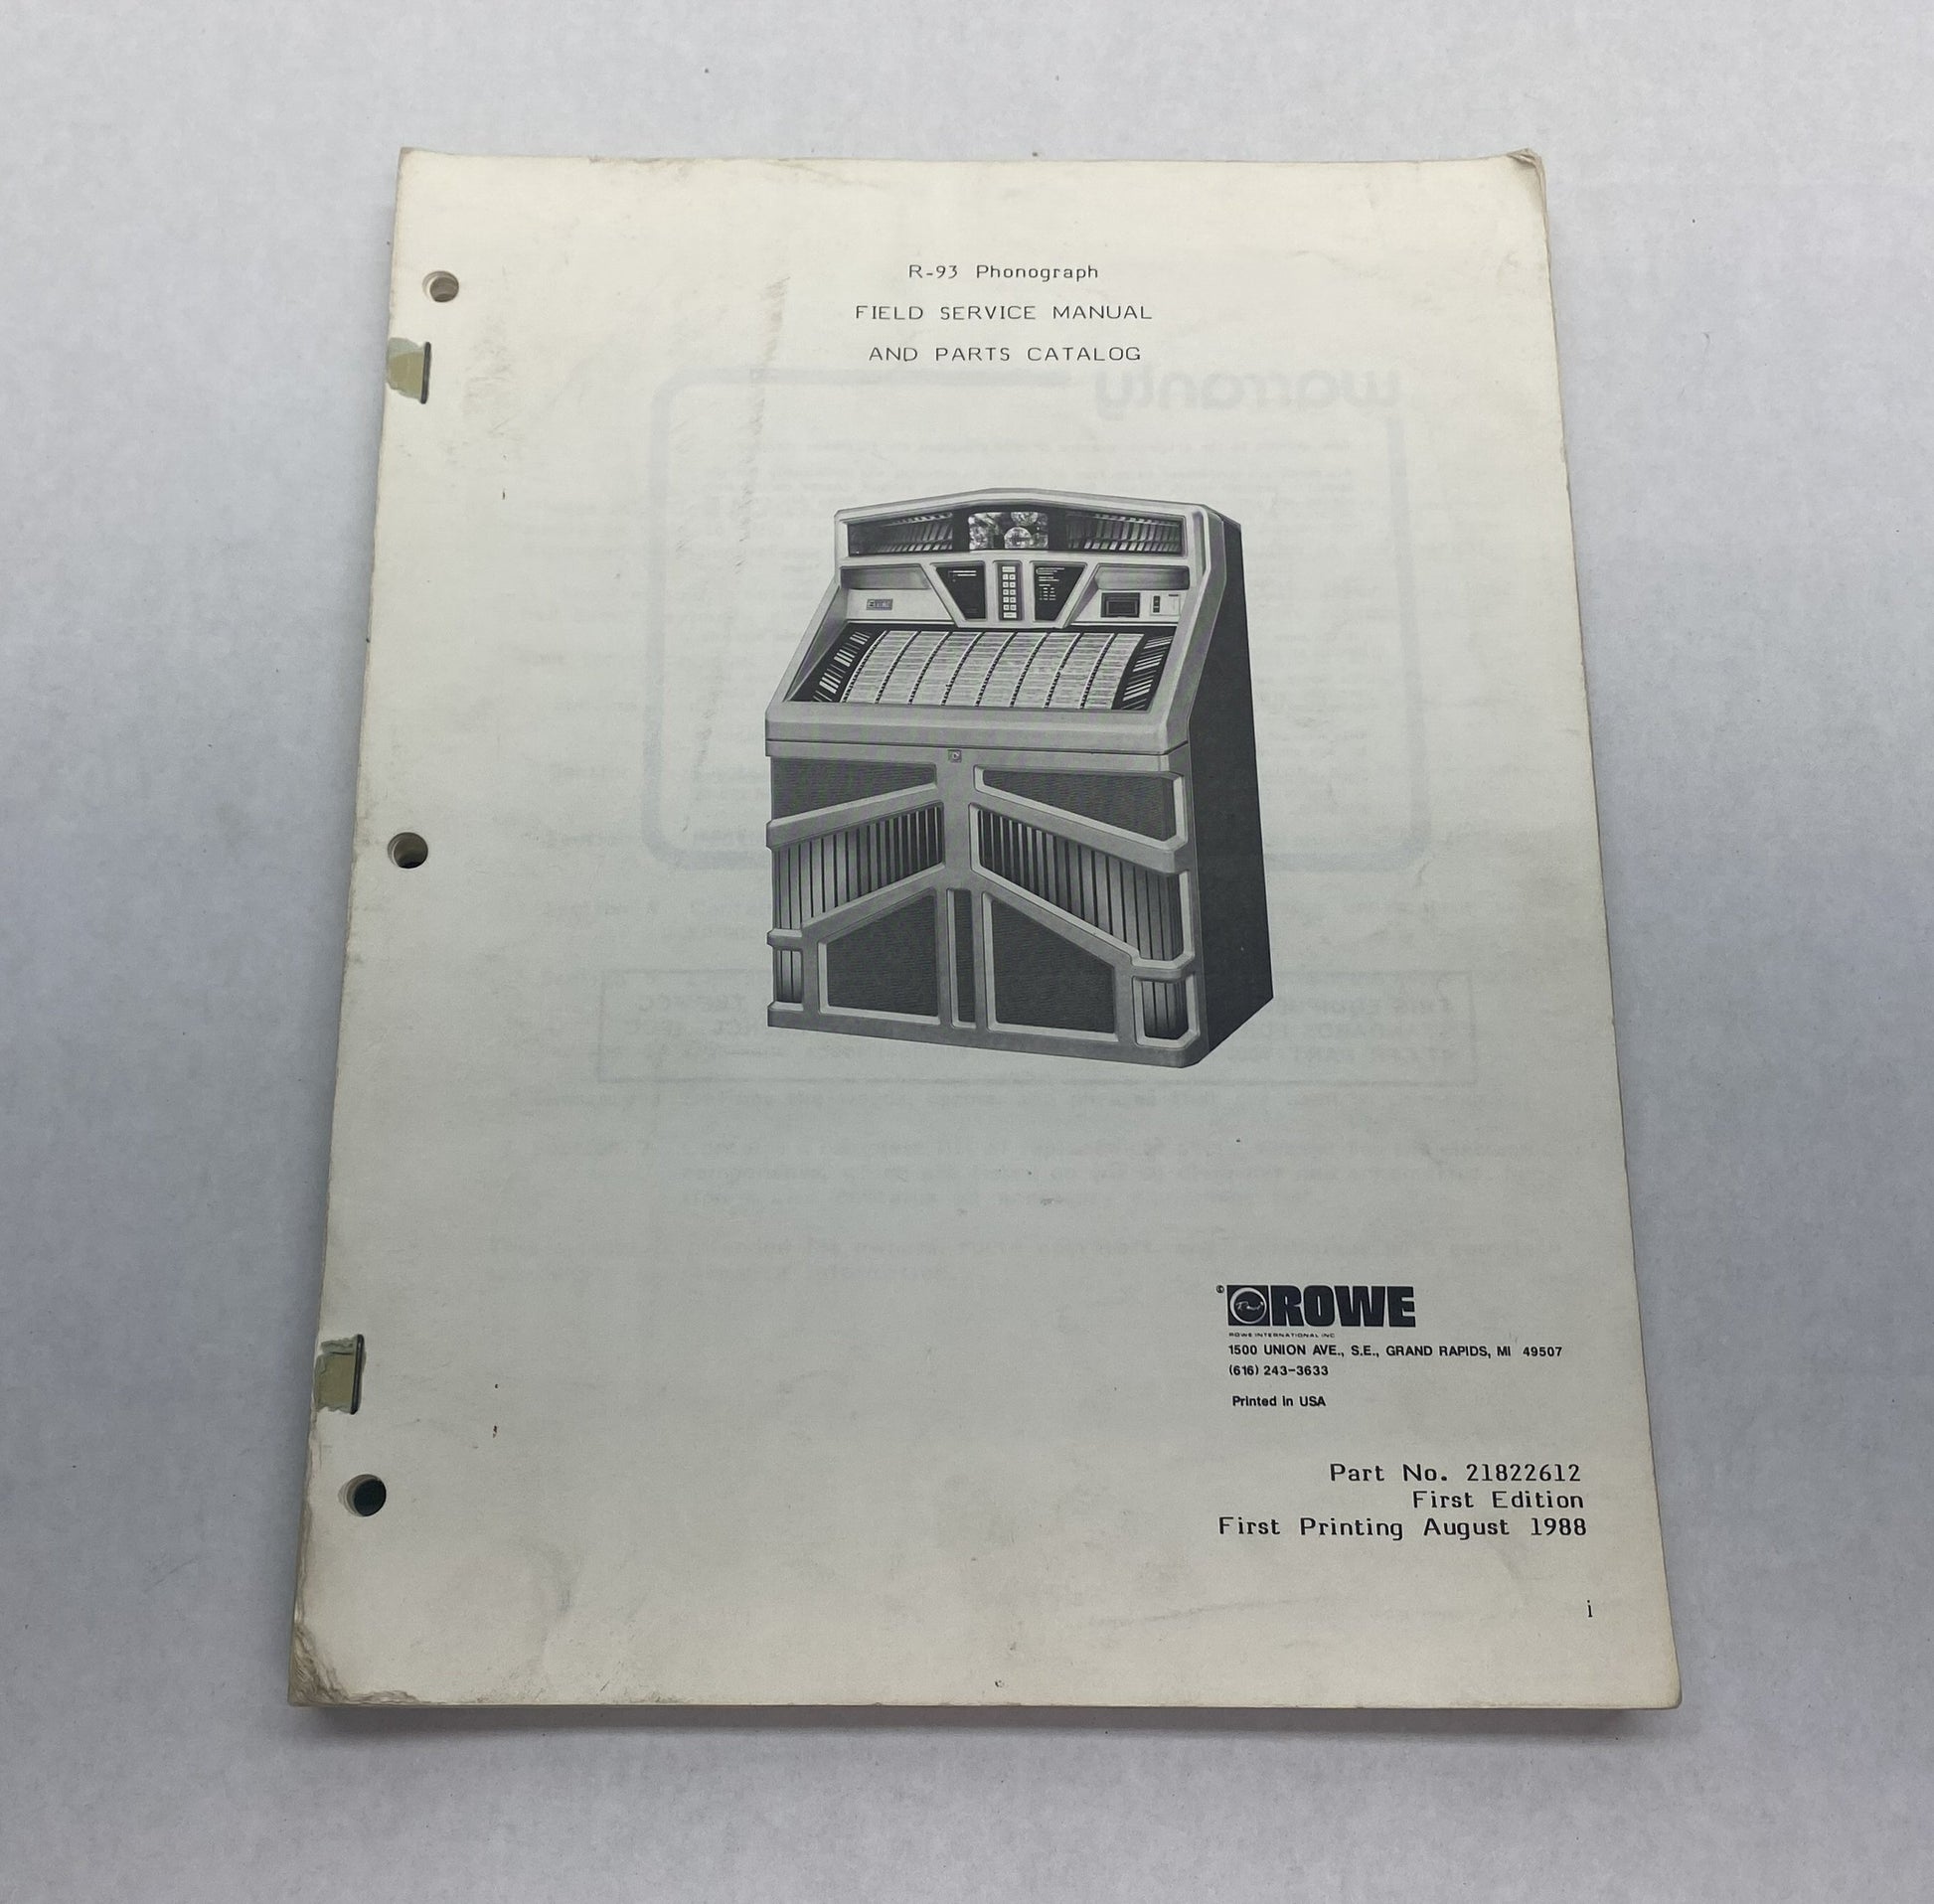 R-93 Phonograph
FIELD SERVICE MANUAL
AND PARTS CATALOG
warranty
© ROWE
ROWE INTERNATIONAL INC
1500 UNION AVE., S.E., GRAND RAPIDS, MI 49507
(616) 243-3633
Printed in USA
Part No. 21822612
First Edition
First Printing August 1988
i